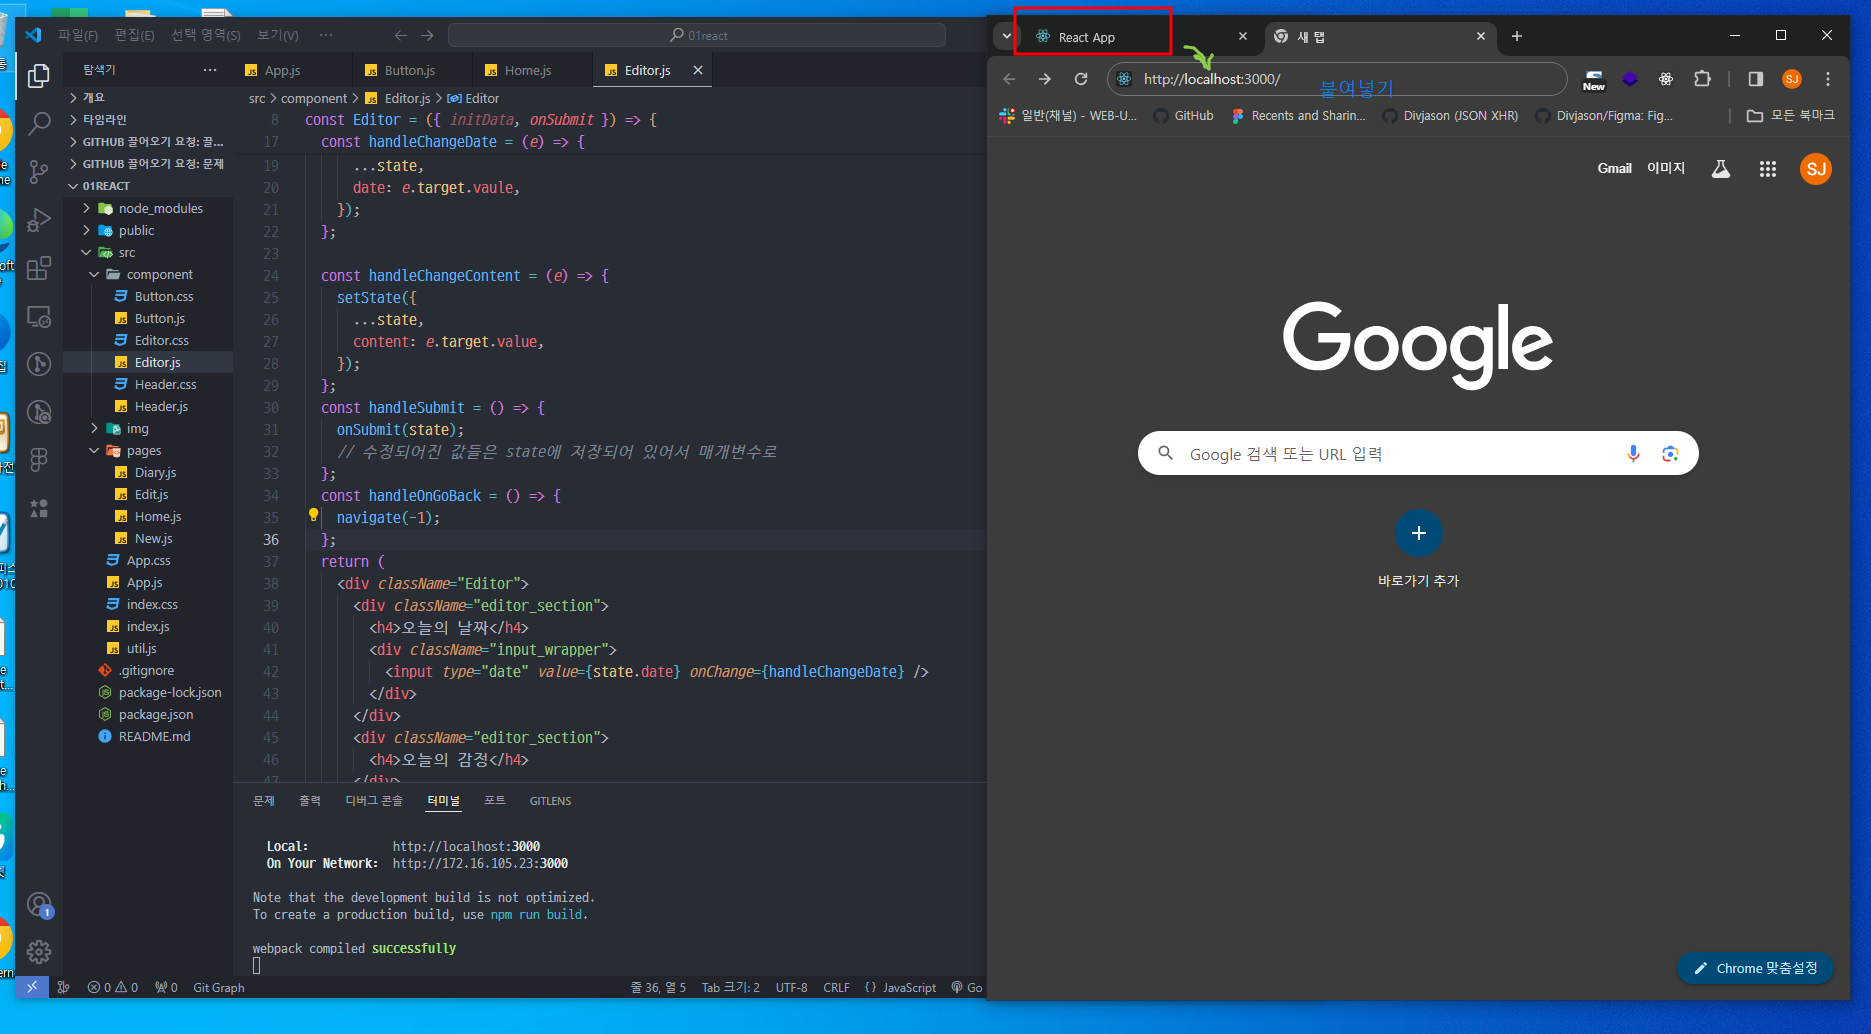 파일(F) 편집(E) 선택 영역(S) 보기(V) ···
01react
탐색기 ···
개요
타임라인
GITHUB 끌어오기 요청: 끌...
GITHUB 끌어오기 요청: 문제
01REACT
node_modules
public
src
component
Button.css
Button.js
Editor.css
Editor.js
Header.css
Header.js
img
pages
Diary.js
Edit.js
Home.js
New.js
App.css
App.js
index.css
index.js
util.js
.gitignore
package-lock.json
package.json
README.md
App.js Button.js Home.js Editor.js
src > component > Editor.js > Editor
8 const Editor = ({ initData, onSubmit }) => {
17 const handleChangeDate = (e) => {
19 ...state,
20 date: e.target.vaule,
21 });
22 };
23
24 const handleChangeContent = (e) => {
25 setState({
26 ...state,
27 content: e.target.value,
28 });
29 };
30 const handleSubmit = () => {
31 onSubmit(state);
32 // 수정되어진 값들은 state에 저장되어 있어서 매개변수로
33 };
34 const handleOnGoBack = () => {
35 navigate(-1);
36 };
37 return (
38 <div className="Editor">
39 <div className="editor_section">
40 <h4>오늘의 날짜</h4>
41 <div className="input_wrapper">
42 <input type="date" value={state.date} onChange={handleChangeDate} />
43 </div>
44 </div>
45 <div className="editor_section">
46 <h4>오늘의 감정</h4>
47 </div>
문제 출력 디버그 콘솔 터미널 포트 GITLENS
Local: http://localhost:3000
On Your Network: http://172.16.105.23:3000
Note that the development build is not optimized.
To create a production build, use npm run build.
webpack compiled successfully
1
0 0 0 Git Graph 줄 36, 열 5 Tab 크기: 2 UTF-8 CRLF {} JavaScript Go
React App 새 탭
http://localhost:3000/
붙여넣기
New
SJ
일반(채널) - WEB-U... GitHub Recents and Sharin... Divjason (JSON XHR) Divjason/Figma: Fig... 모든 북마크
Gmail 이미지 SJ
Google
Google 검색 또는 URL 입력
바로가기 추가
Chrome 맞춤설정